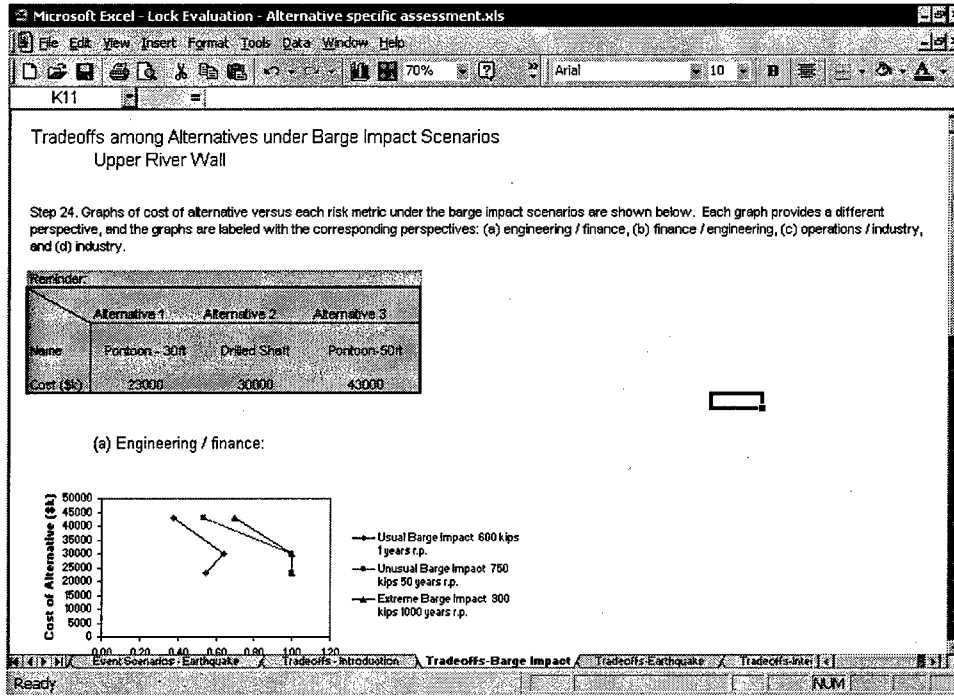 Microsoft Excel - Lock Evaluation - Alternative specific assessment.xls
File Edit View Insert Format Tools Data Window Help
70% Arial 10 B A
K11 =
Tradeoffs among Alternatives under Barge Impact Scenarios
Upper River Wall
Step 24. Graphs of cost of alternative versus each risk metric under the barge impact scenarios are shown below. Each graph provides a different
perspective, and the graphs are labeled with the corresponding perspectives: (a) engineering / finance, (b) finance / engineering, (c) operations / industry,
and (d) industry.
Reminder:
Alternative 1 Alternative 2 Alternative 3
Name Pontoon - 30ft Drilled Shaft Pontoon-50ft
Cost ($k) 23000 30000 43000
(a) Engineering / finance:
Cost of Alternative ($k)
50000
45000
40000
35000
30000
25000
20000
15000
10000
5000
0
0.00 0.20 0.40 0.60 0.80 1.00 1.20
Usual Barge Impact 600 kips
1 years r.p.
Unusual Barge Impact 750
kips 50 years r.p.
Extreme Barge Impact 900
kips 1000 years r.p.
Event Scenarios - Earthquake Tradeoffs - Introduction Tradeoffs-Barge Impact Tradeoffs-Earthquake Tradeoffs-Inte
Ready NUM